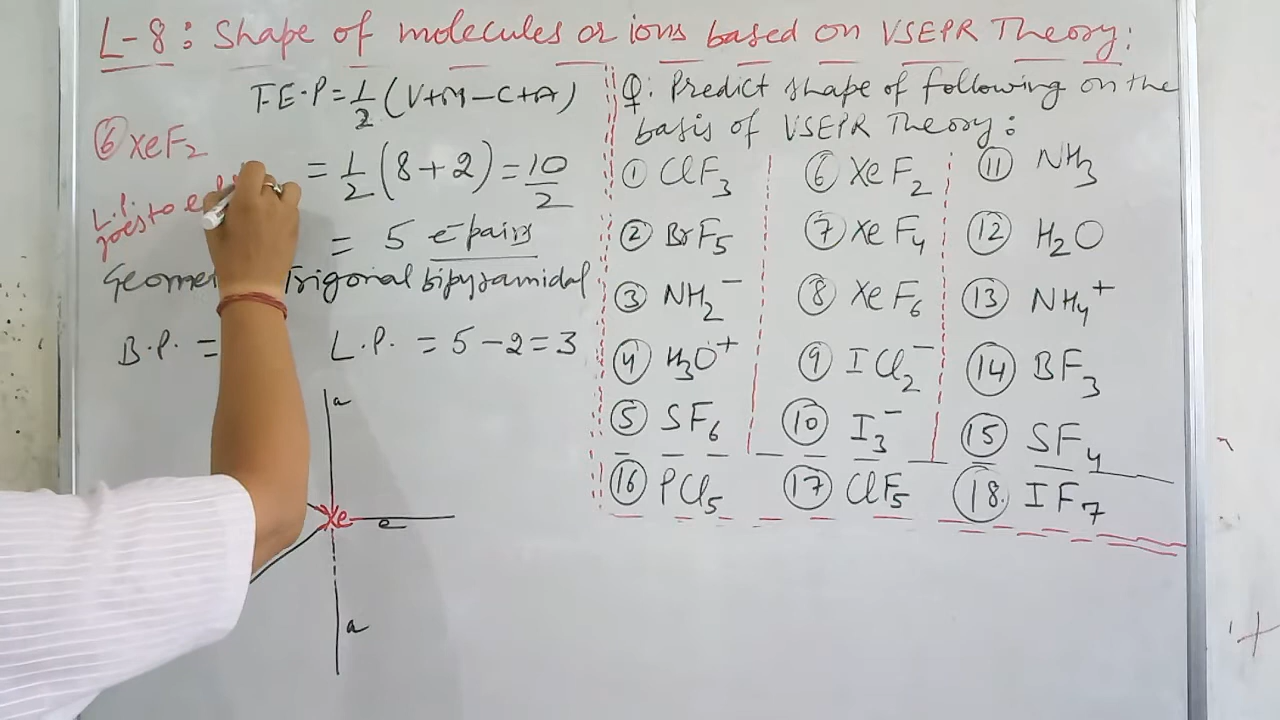 L-8: Shape of molecules or ions based on VSEPR Theory:
T.E.P = 1/2 (V+M-C+A)
⑥ XeF2
= 1/2 (8+2) = 10/2
L.P.
goes to
= 5 e pairs
Trigonal bipyramidal
B.P. =
L.P. = 5-2=3
a
Xe
e
a
Q: Predict shape of following on the
basis of VSEPR Theory:
① ClF3
② BrF5
③ NH2-
④ H3O+
⑤ SF6
⑥ XeF2
⑦ XeF4
⑧ XeF6
⑨ ICl2-
⑩ I3-
⑪ NH3
⑫ H2O
⑬ NH4+
⑭ BF3
⑮ SF4
⑯ PCl5
⑰ ClF5
⑱. IF7